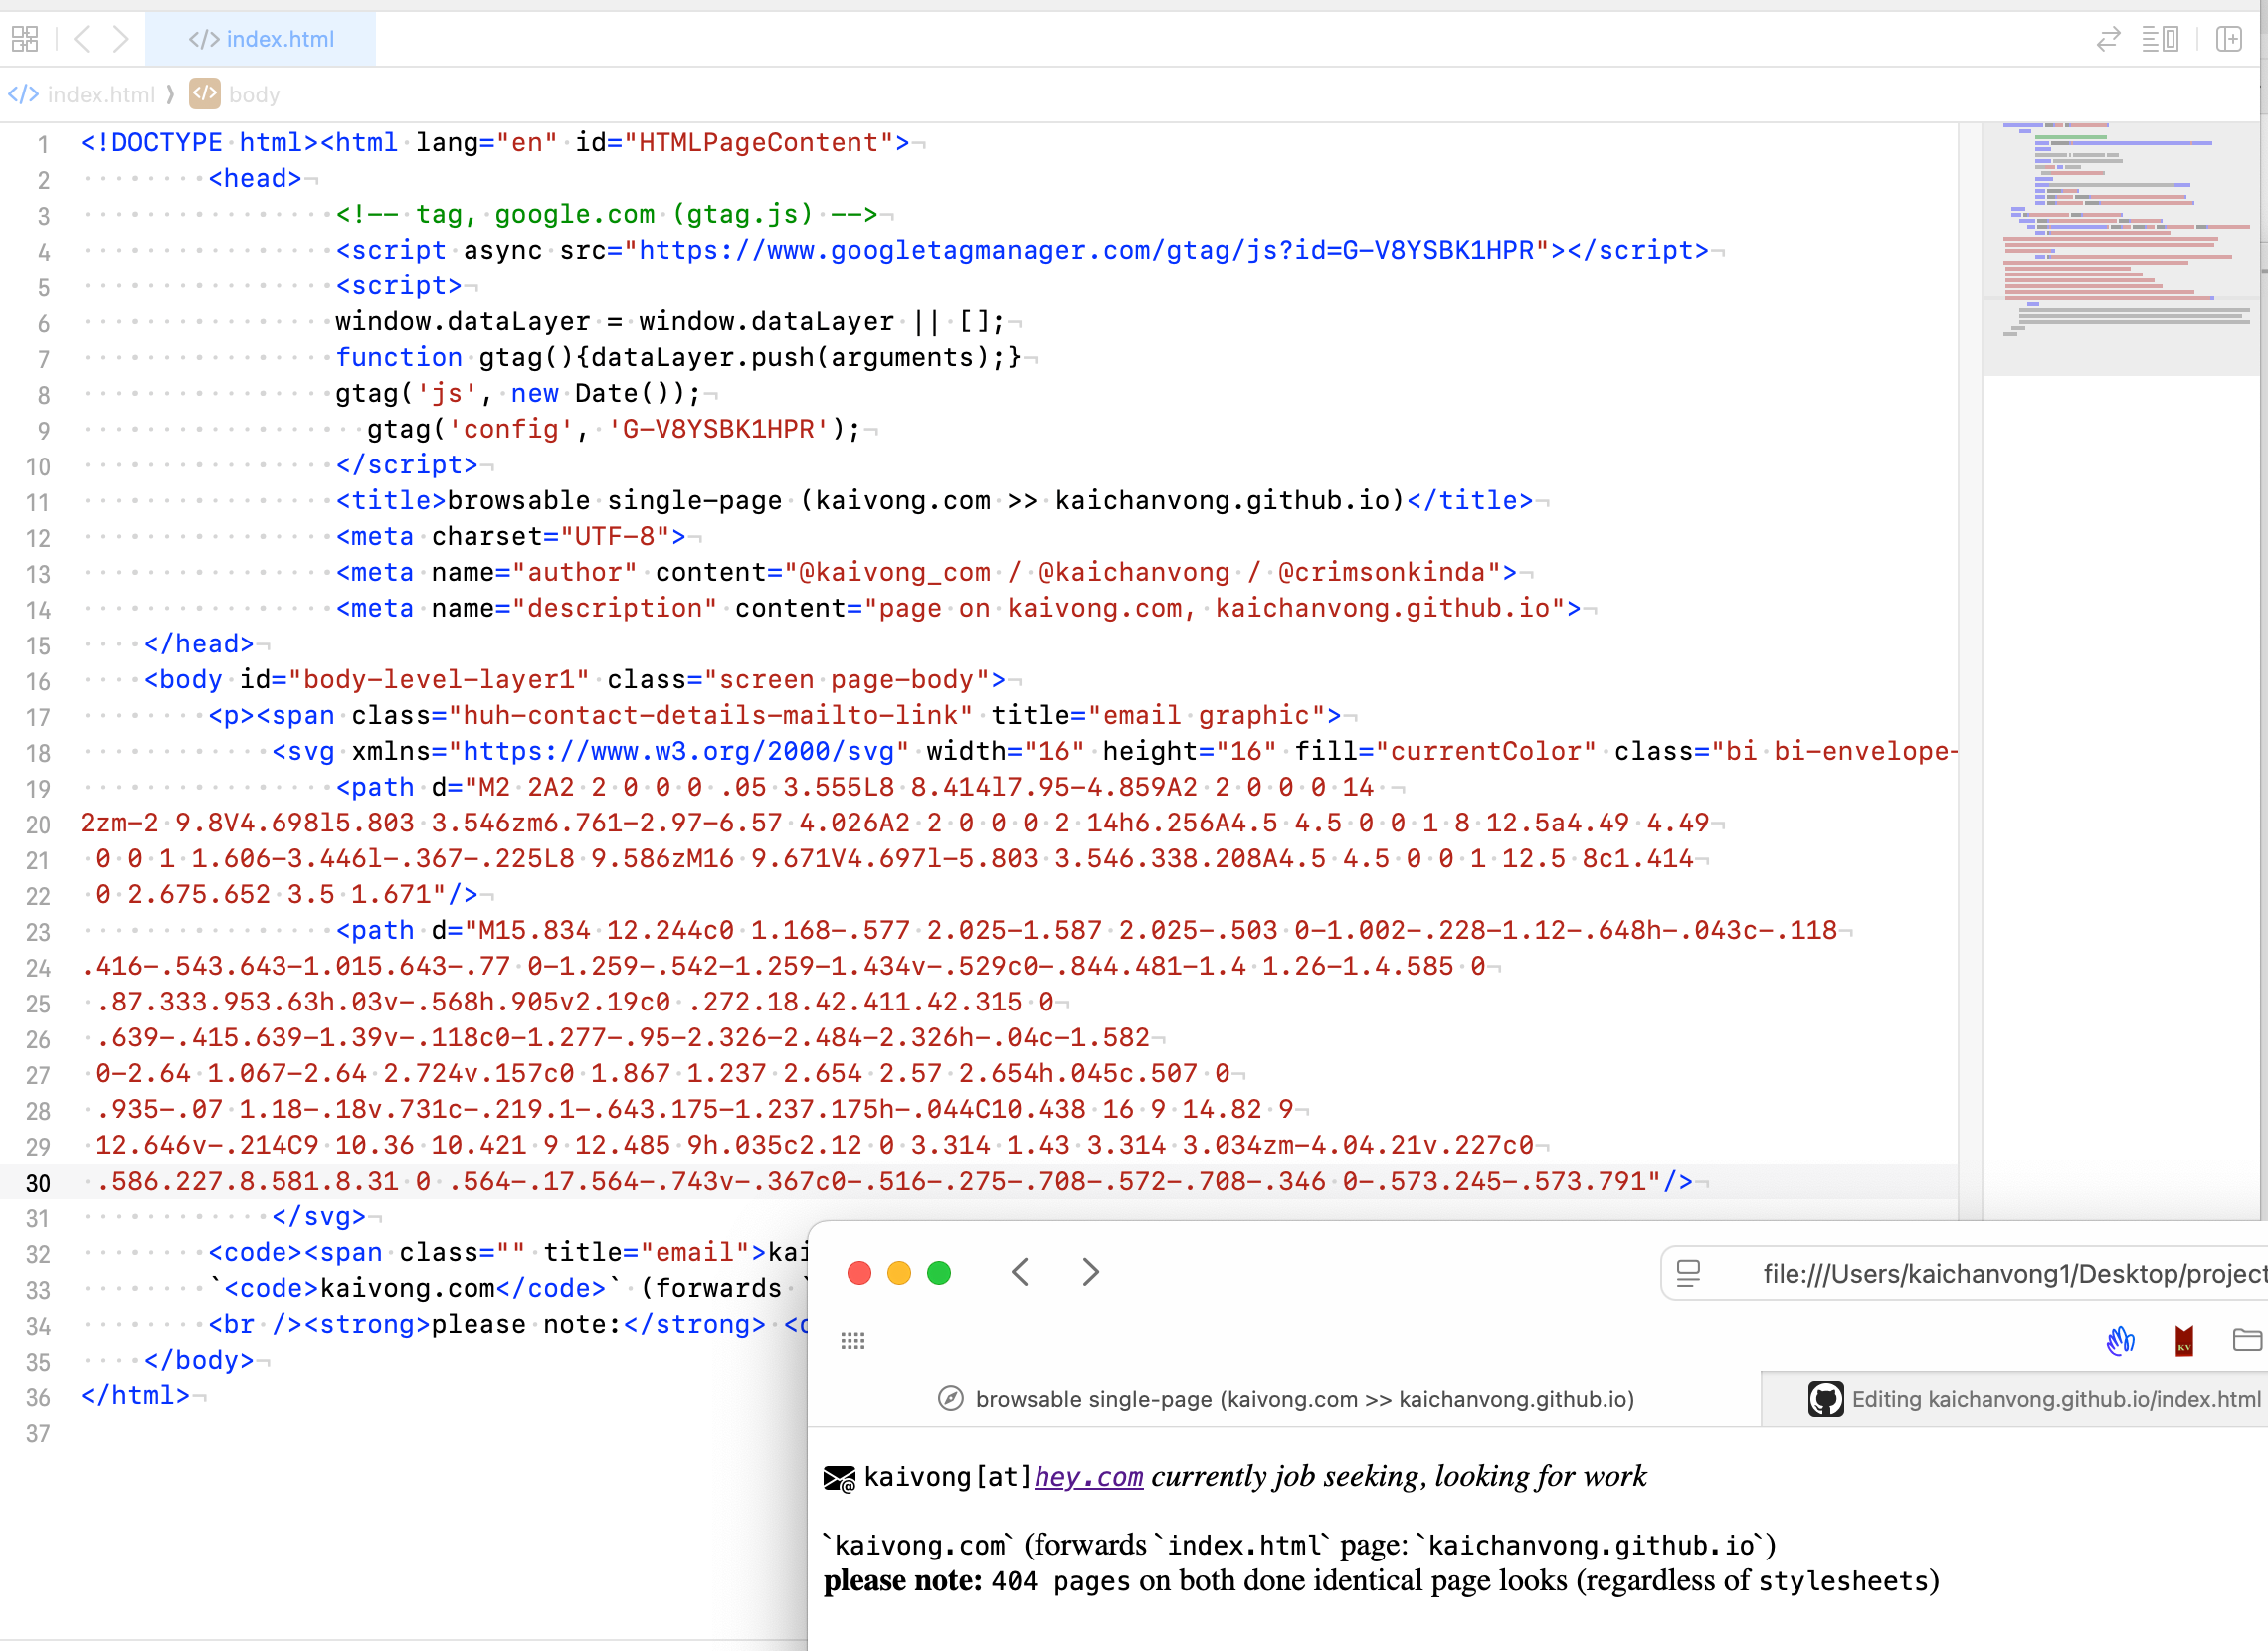 </> index.html
</> index.html ⟩ </> body
1 <!DOCTYPE html><html lang="en" id="HTMLPageContent">
2 <head>
3 <!-- tag, google.com (gtag.js) -->
4 <script async src="https://www.googletagmanager.com/gtag/js?id=G-V8YSBK1HPR"></script>
5 <script>
6 window.dataLayer = window.dataLayer || [];
7 function gtag(){dataLayer.push(arguments);}
8 gtag('js', new Date());
9 gtag('config', 'G-V8YSBK1HPR');
10 </script>
11 <title>browsable single-page (kaivong.com >> kaichanvong.github.io)</title>
12 <meta charset="UTF-8">
13 <meta name="author" content="@kaivong_com / @kaichanvong / @crimsonkinda">
14 <meta name="description" content="page on kaivong.com, kaichanvong.github.io">
15 </head>
16 <body id="body-level-layer1" class="screen page-body">
17 <p><span class="huh-contact-details-mailto-link" title="email graphic">
18 <svg xmlns="https://www.w3.org/2000/svg" width="16" height="16" fill="currentColor" class="bi bi-envelope-
19 <path d="M2 2A2 2 0 0 0 .05 3.555L8 8.414l7.95-4.859A2 2 0 0 0 14
20 2zm-2 9.8V4.698l5.803 3.546zm6.761-2.97-6.57 4.026A2 2 0 0 0 2 14h6.256A4.5 4.5 0 0 1 8 12.5a4.49 4.49
21 0 0 1 1.606-3.446l-.367-.225L8 9.586zM16 9.671V4.697l-5.803 3.546.338.208A4.5 4.5 0 0 1 12.5 8c1.414
22 0 2.675.652 3.5 1.671"/>
23 <path d="M15.834 12.244c0 1.168-.577 2.025-1.587 2.025-.503 0-1.002-.228-1.12-.648h-.043c-.118
24 .416-.543.643-1.015.643-.77 0-1.259-.542-1.259-1.434v-.529c0-.844.481-1.4 1.26-1.4.585 0
25 .87.333.953.63h.03v-.568h.905v2.19c0 .272.18.42.411.42.315 0
26 .639-.415.639-1.39v-.118c0-1.277-.95-2.326-2.484-2.326h-.04c-1.582
27 0-2.64 1.067-2.64 2.724v.157c0 1.867 1.237 2.654 2.57 2.654h.045c.507 0
28 .935-.07 1.18-.18v.731c-.219.1-.643.175-1.237.175h-.044C10.438 16 9 14.82 9
29 12.646v-.214C9 10.36 10.421 9 12.485 9h.035c2.12 0 3.314 1.43 3.314 3.034zm-4.04.21v.227c0
30 .586.227.8.581.8.31 0 .564-.17.564-.743v-.367c0-.516-.275-.708-.572-.708-.346 0-.573.245-.573.791"/>
31 </svg>
32 <code><span class="" title="email">kai
33 `<code>kaivong.com</code>` (forwards `
34 <br /><strong>please note:</strong> <c
35 </body>
36 </html>
37
file:///Users/kaichanvong1/Desktop/project
KV
browsable single-page (kaivong.com >> kaichanvong.github.io)
Editing kaichanvong.github.io/index.html
kaivong[at]hey.com currently job seeking, looking for work
`kaivong.com` (forwards `index.html` page: `kaichanvong.github.io`)
please note: 404 pages on both done identical page looks (regardless of stylesheets)